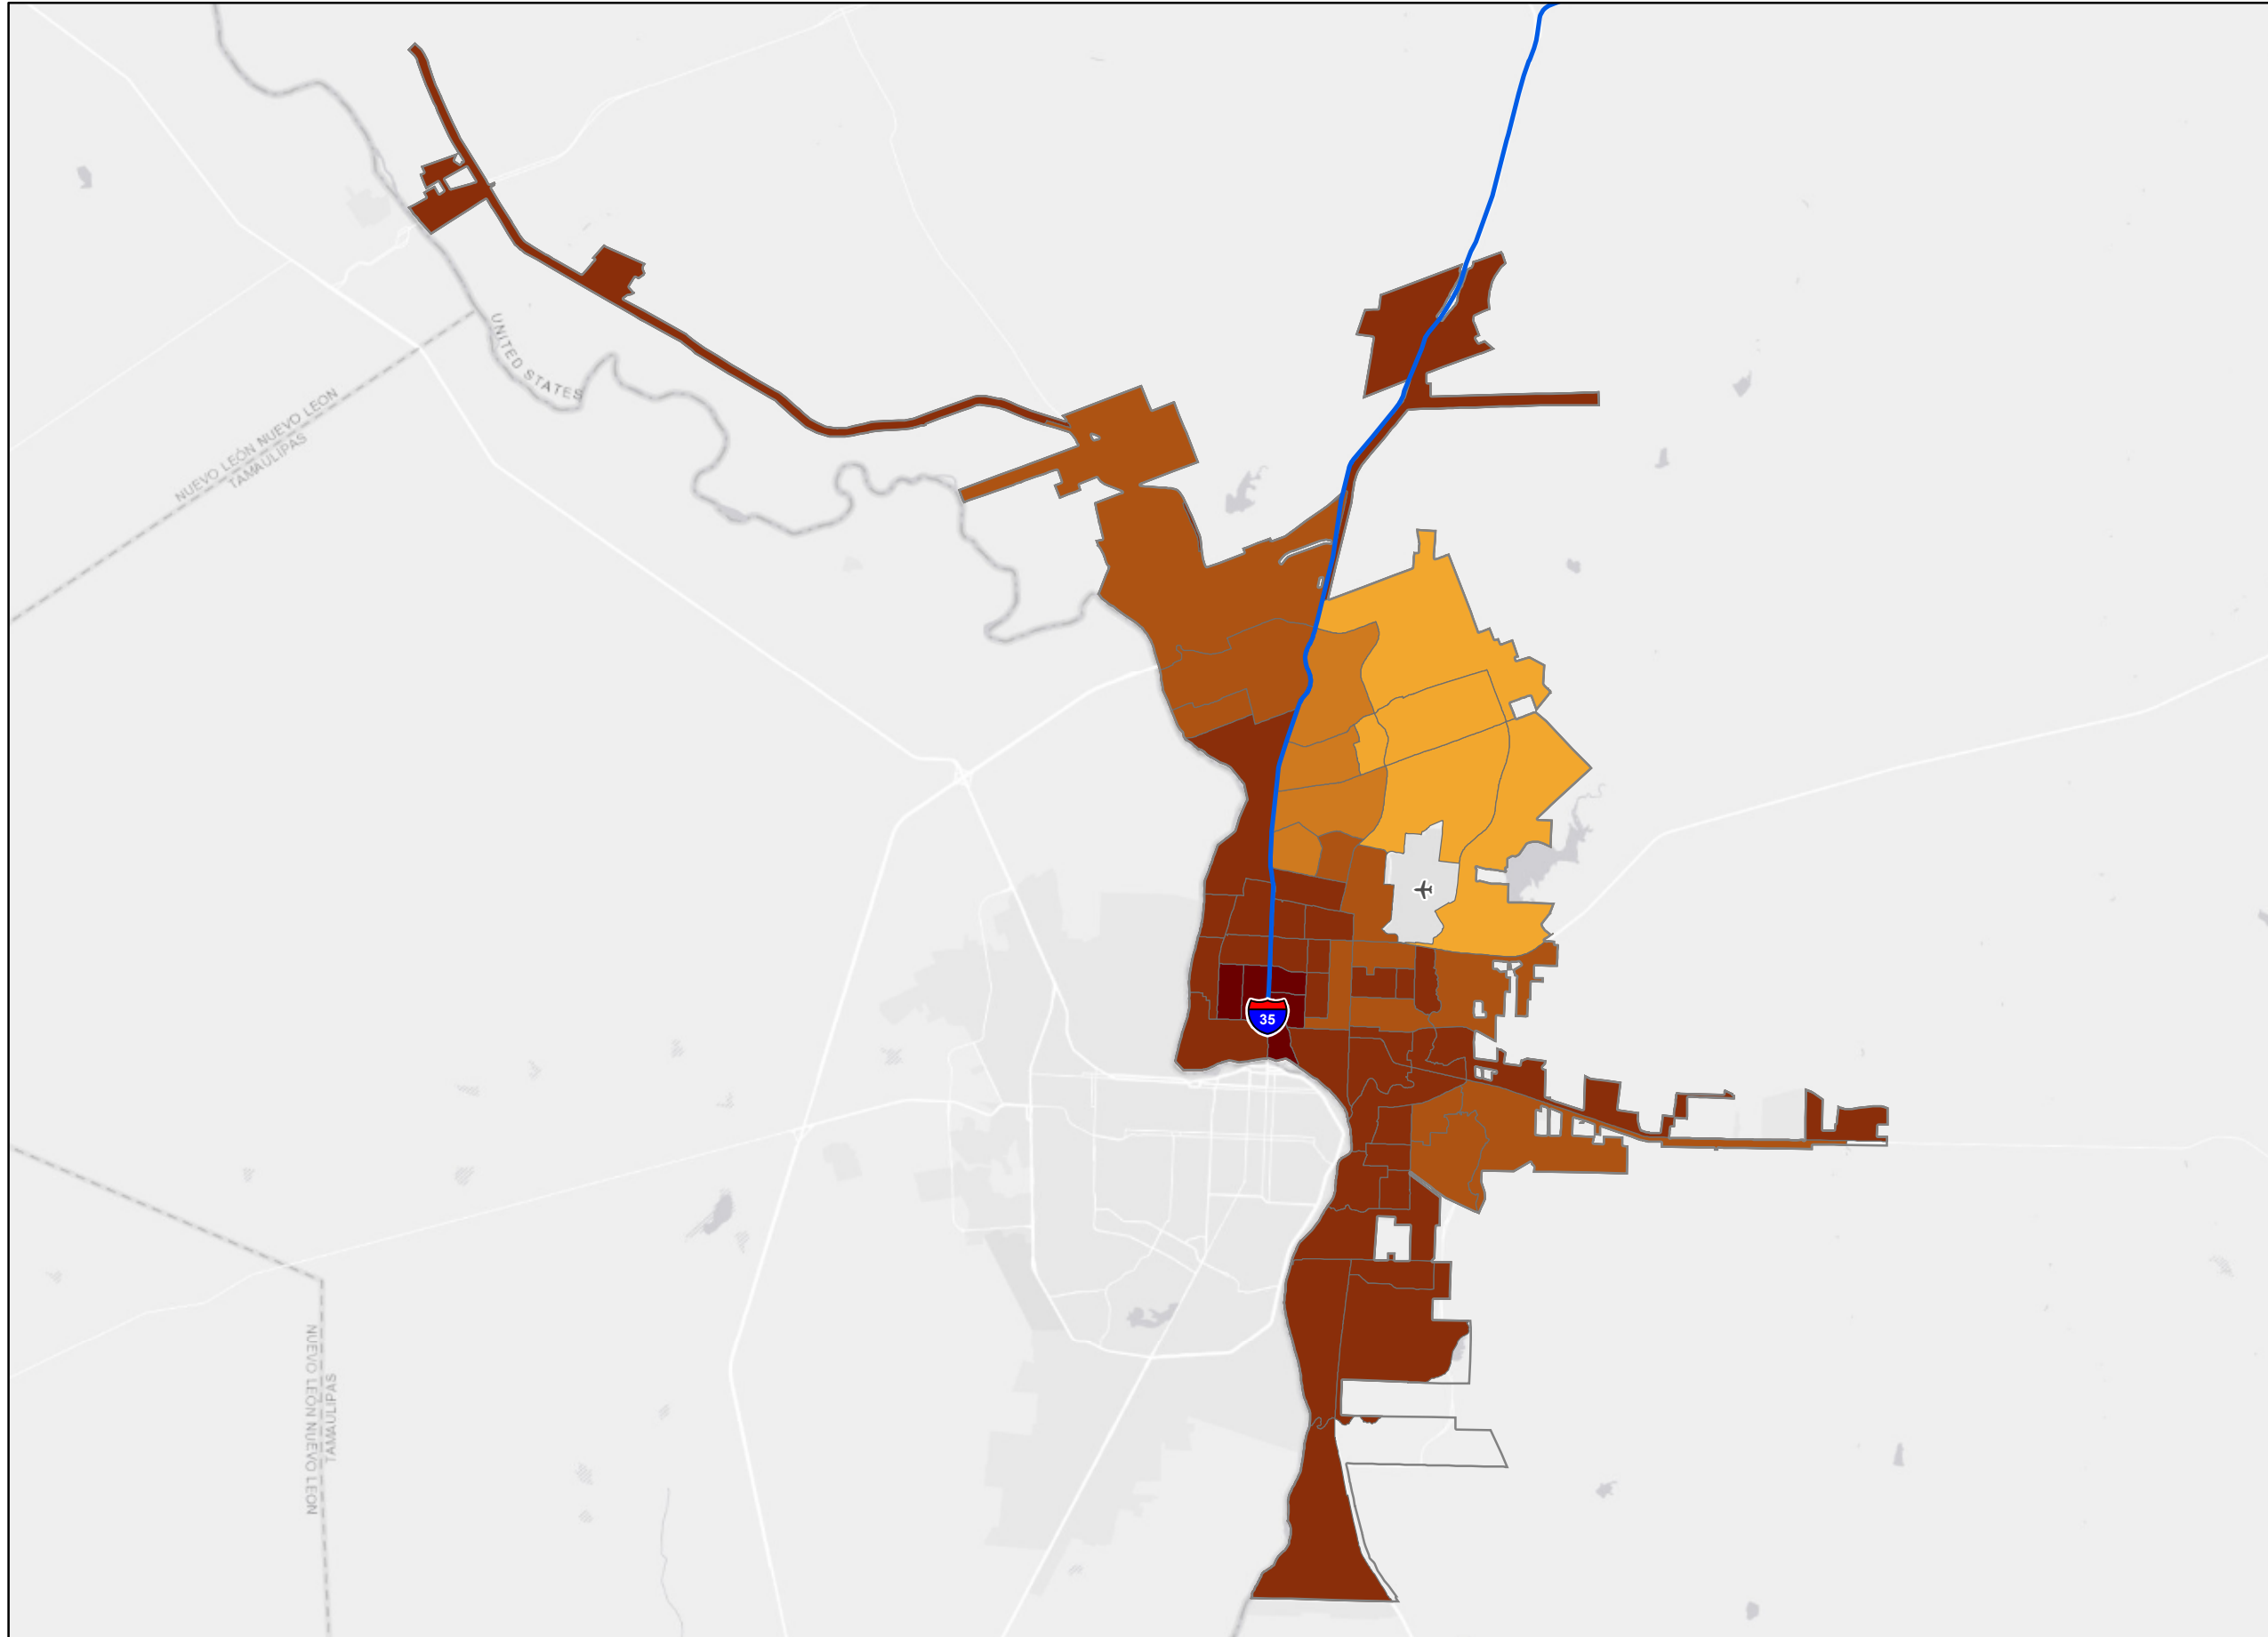 UNITED STATES
NUEVO LEÓN NUEVO LEON
TAMAULIPAS
35
NUEVO LEÓN NUEVO LEON
TAMAULIPAS